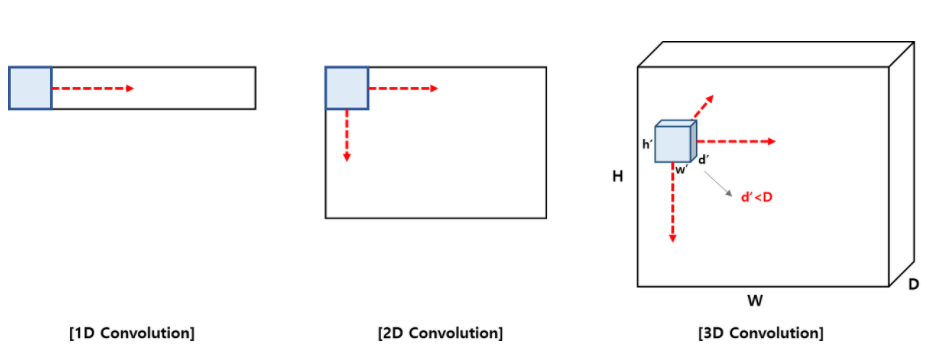 h′
d′
w′
H
d′<D
D
W
[1D Convolution]
[2D Convolution]
[3D Convolution]